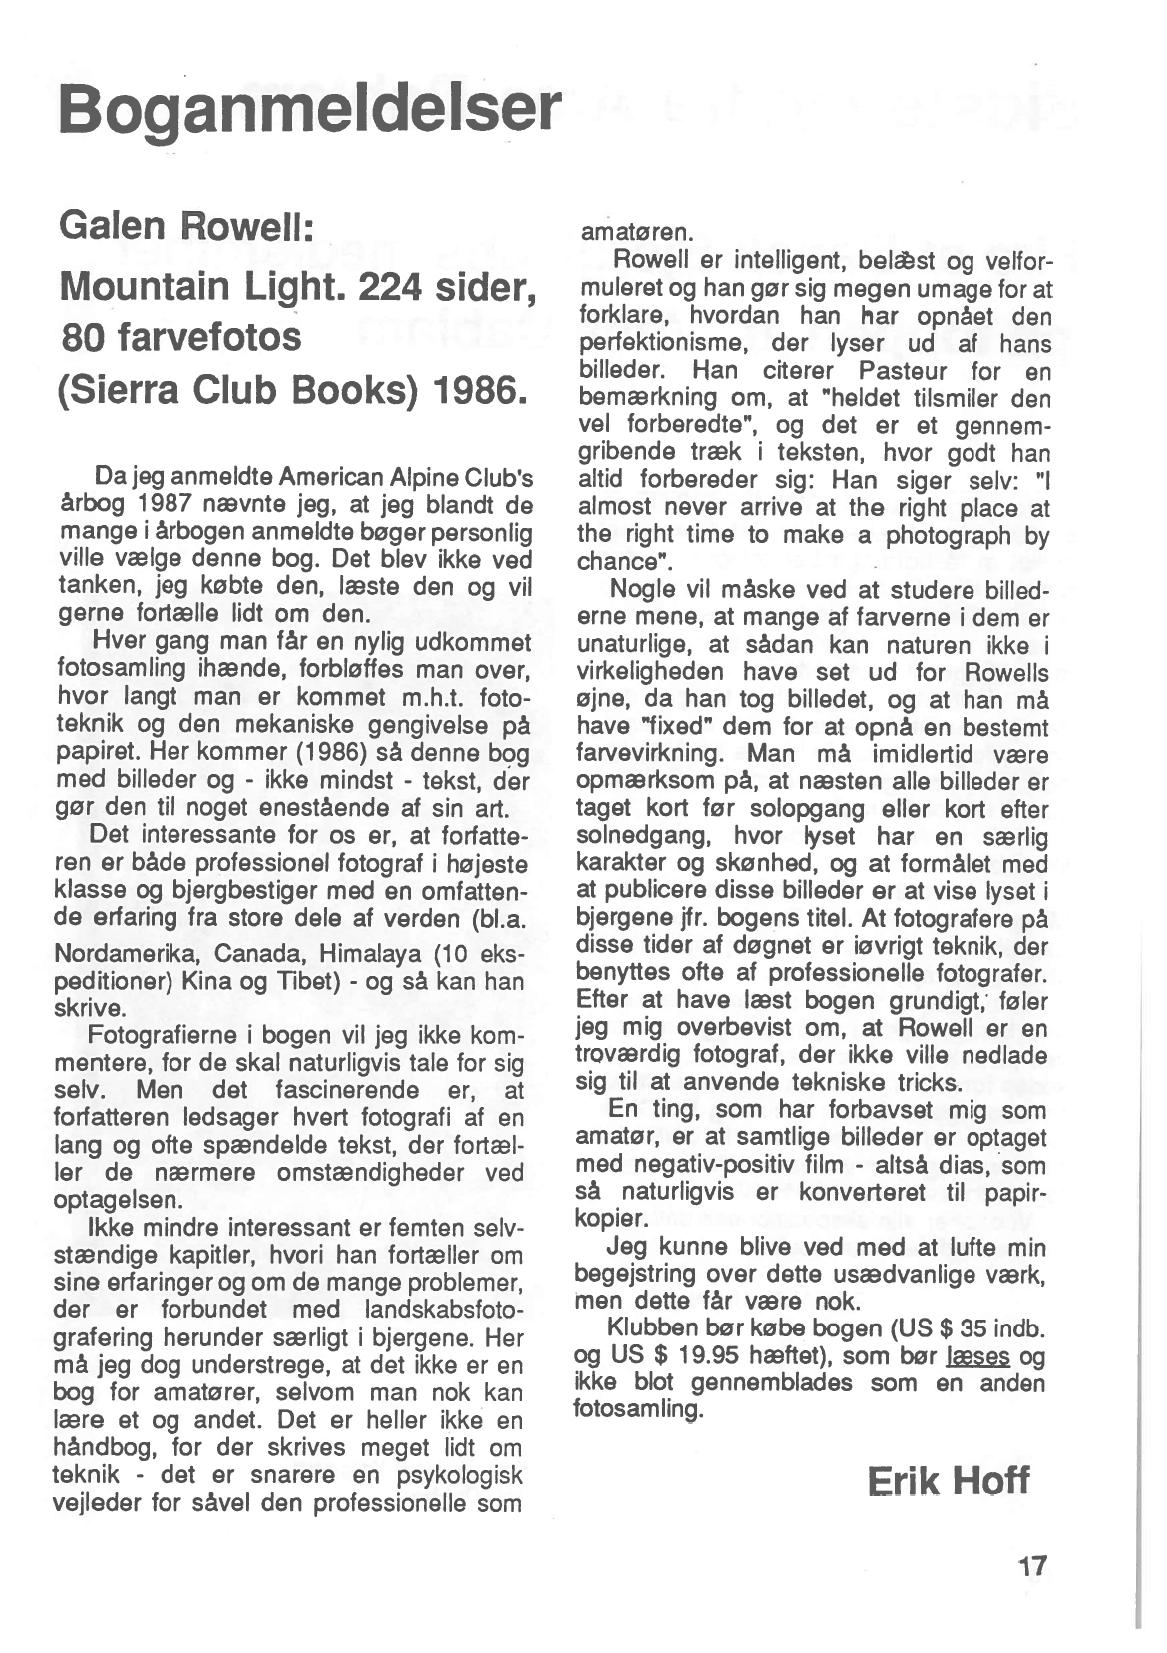 Boganmeldelser
Galen Rowell:
Mountain Light. 224 sider,
80 farvefotos
(Sierra Club Books) 1986.
Da jeg anmeldte American Alpine Club's
årbog 1987 nævnte jeg, at jeg blandt de
mange i årbogen anmeldte bøger personlig
ville vælge denne bog. Det blev ikke ved
tanken, jeg købte den, læste den og vil
gerne fortælle lidt om den.
Hver gang man får en nylig udkommet
fotosamling ihænde, forbløffes man over,
hvor langt man er kommet m.h.t. foto-
teknik og den mekaniske gengivelse på
papiret. Her kommer (1986) så denne bog
med billeder og - ikke mindst - tekst, der
gør den til noget enestående af sin art.
Det interessante for os er, at forfatte-
ren er både professionel fotograf i højeste
klasse og bjergbestiger med en omfatten-
de erfaring fra store dele af verden (bl.a.
Nordamerika, Canada, Himalaya (10 eks-
peditioner) Kina og Tibet) - og så kan han
skrive.
Fotografierne i bogen vil jeg ikke kom-
mentere, for de skal naturligvis tale for sig
selv. Men det fascinerende er, at
forfatteren ledsager hvert fotografi af en
lang og ofte spændelde tekst, der fortæl-
ler de nærmere omstændigheder ved
optagelsen.
Ikke mindre interessant er femten selv-
stændige kapitler, hvori han fortæller om
sine erfaringer og om de mange problemer,
der er forbundet med landskabsfoto-
grafering herunder særligt i bjergene. Her
må jeg dog understrege, at det ikke er en
bog for amatører, selvom man nok kan
lære et og andet. Det er heller ikke en
håndbog, for der skrives meget lidt om
teknik - det er snarere en psykologisk
vejleder for såvel den professionelle som
amatøren.
Rowell er intelligent, belæst og velfor-
muleret og han gør sig megen umage for at
forklare, hvordan han har opnået den
perfektionisme, der lyser ud af hans
billeder. Han citerer Pasteur for en
bemærkning om, at "heldet tilsmiler den
vel forberedte", og det er et gennem-
gribende træk i teksten, hvor godt han
altid forbereder sig: Han siger selv: "I
almost never arrive at the right place at
the right time to make a photograph by
chance".
Nogle vil måske ved at studere billed-
erne mene, at mange af farverne i dem er
unaturlige, at sådan kan naturen ikke i
virkeligheden have set ud for Rowells
øjne, da han tog billedet, og at han må
have "fixed" dem for at opnå en bestemt
farvevirkning. Man må imidlertid være
opmærksom på, at næsten alle billeder er
taget kort før solopgang eller kort efter
solnedgang, hvor lyset har en særlig
karakter og skønhed, og at formålet med
at publicere disse billeder er at vise lyset i
bjergene jfr. bogens titel. At fotografere på
disse tider af døgnet er iøvrigt teknik, der
benyttes ofte af professionelle fotografer.
Efter at have læst bogen grundigt, føler
jeg mig overbevist om, at Rowell er en
troværdig fotograf, der ikke ville nedlade
sig til at anvende tekniske tricks.
En ting, som har forbavset mig som
amatør, er at samtlige billeder er optaget
med negativ-positiv film - altså dias, som
så naturligvis er konverteret til papir-
kopier.
Jeg kunne blive ved med at lufte min
begejstring over dette usædvanlige værk,
men dette får være nok.
Klubben bør købe bogen (US $ 35 indb.
og US $ 19.95 hæftet), som bør læses og
ikke blot gennemblades som en anden
fotosamling.
Erik Hoff
17